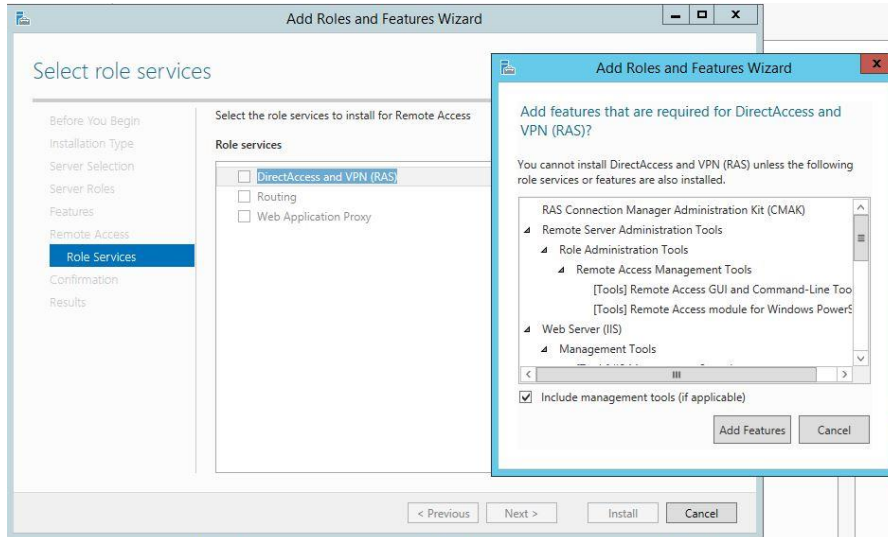 Add Roles and Features Wizard
Select role services
Before You Begin
Installation Type
Server Selection
Server Roles
Features
Remote Access
Role Services
Confirmation
Results
Select the role services to install for Remote Access
Role services
DirectAccess and VPN (RAS)
Routing
Web Application Proxy
< Previous
Next >
Install
Cancel
Add Roles and Features Wizard
Add features that are required for DirectAccess and
VPN (RAS)?
You cannot install DirectAccess and VPN (RAS) unless the following
role services or features are also installed.
RAS Connection Manager Administration Kit (CMAK)
Remote Server Administration Tools
Role Administration Tools
Remote Access Management Tools
[Tools] Remote Access GUI and Command-Line Too
[Tools] Remote Access module for Windows PowerS
Web Server (IIS)
Management Tools
Include management tools (if applicable)
Add Features
Cancel